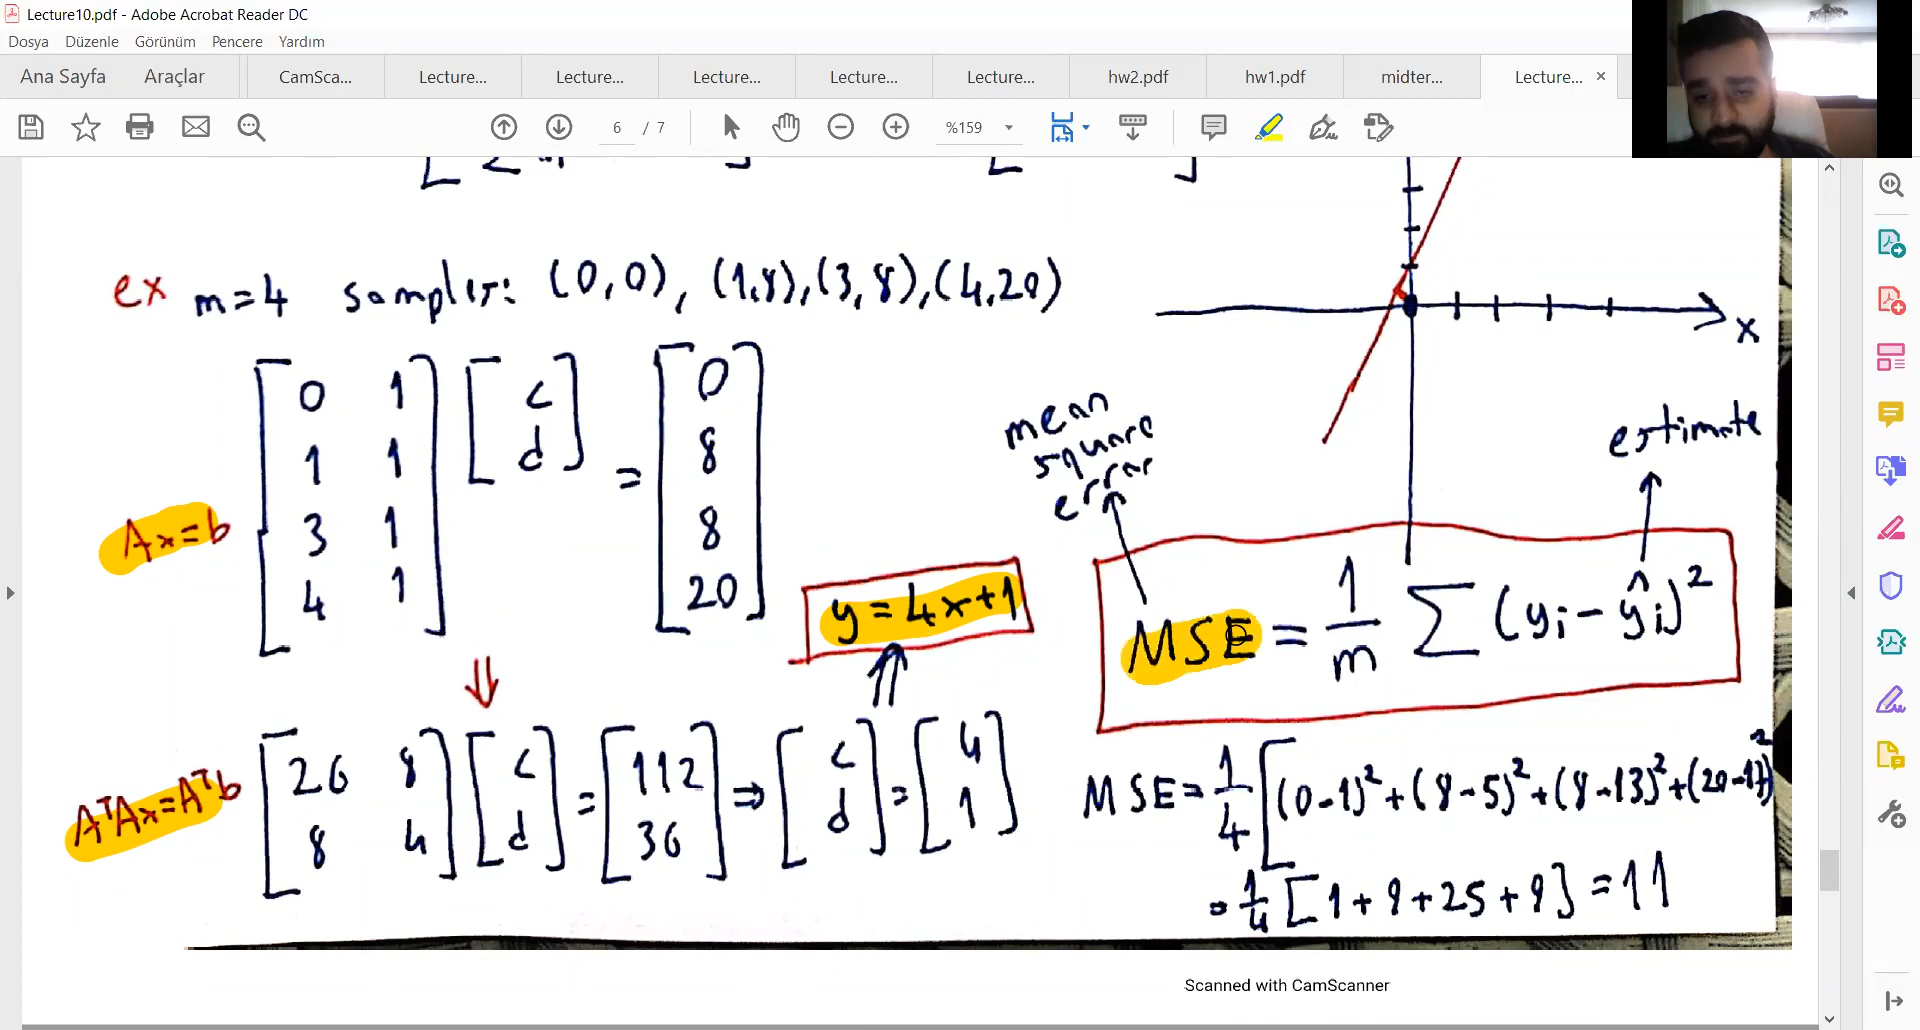 Lecture10.pdf - Adobe Acrobat Reader DC
Dosya Düzenle Görünüm Pencere Yardım
Ana Sayfa Araçlar CamSca... Lecture... Lecture... Lecture... Lecture... Lecture... hw2.pdf hw1.pdf midter... Lecture... ×
6 / 7 %159
ex m=4 samples: (0,0), (1,8), (3,8), (4,20)
x
Ax=b [0 1; 1 1; 3 1; 4 1] [c; d] = [0; 8; 8; 20]
mean
square
error
estimate
y = 4x+1
MSE = 1/m Σ (yi - ŷi)²
AᵀAx=Aᵀb [26 8; 8 4] [c; d] = [112; 36] ⇒ [c; d] = [4; 1]
MSE = 1/4 [(0-1)² + (8-5)² + (8-13)² + (20-17)²
= 1/4 [1+9+25+9] = 11
Scanned with CamScanner